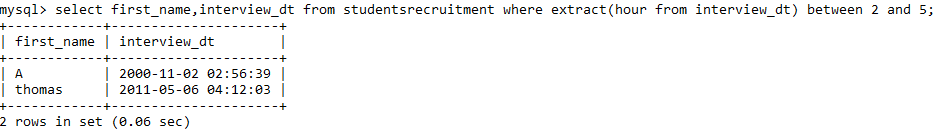 mysql> select first_name,interview_dt from studentsrecruitment where extract(hour from interview_dt) between 2 and 5;
+------------+---------------------+
| first_name | interview_dt        |
+------------+---------------------+
| A          | 2000-11-02 02:56:39 |
| thomas     | 2011-05-06 04:12:03 |
+------------+---------------------+
2 rows in set (0.06 sec)